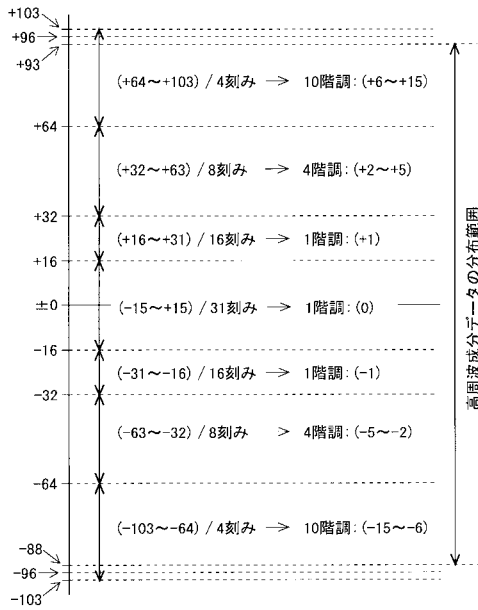 +103
+96
+93
(+64～+103) / 4刻み → 10階調: (+6～+15)
+64
(+32～+63) / 8刻み → 4階調: (+2～+5)
+32
(+16～+31) / 16刻み → 1階調: (+1)
+16
±0
(-15～+15) / 31刻み → 1階調: (0)
-16
(-31～-16) / 16刻み → 1階調: (-1)
-32
(-63～-32) / 8刻み > 4階調: (-5～-2)
-64
(-103～-64) / 4刻み → 10階調: (-15～-6)
-88
-96
-103
高周波成分データの分布範囲